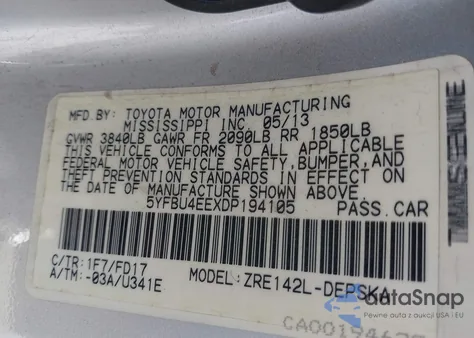 MFD.BY: TOYOTA MOTOR MANUFACTURING
MISSISSIPPI INC. 05/13
GVWR 3840LB GAWR FR 2090LB RR 1850LB
THIS VEHICLE CONFORMS TO ALL APPLICABLE
FEDERAL MOTOR VEHICLE SAFETY, BUMPER, AND
THEFT PREVENTION STANDARDS IN EFFECT ON
THE DATE OF MANUFACTURE SHOWN ABOVE.
5YFBU4EEXDP194105 PASS.CAR
C/TR:1F7/FD17
A/TM:-03A/U341E MODEL:ZRE142L-DEPSKA
autoSnap
Pewne auta z dostawą z USA i EU